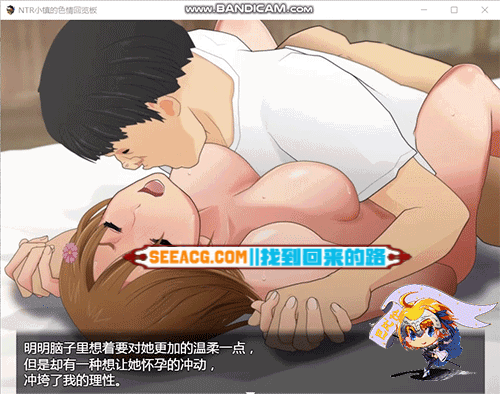 NTR小镇的色情回览板
www.BANDICAM.com
SEEACG.COM||找到回来的路
明明脑子里想着要对她更加的温柔一点，
但是却有一种想让她怀孕的冲动，
冲垮了我的理性。